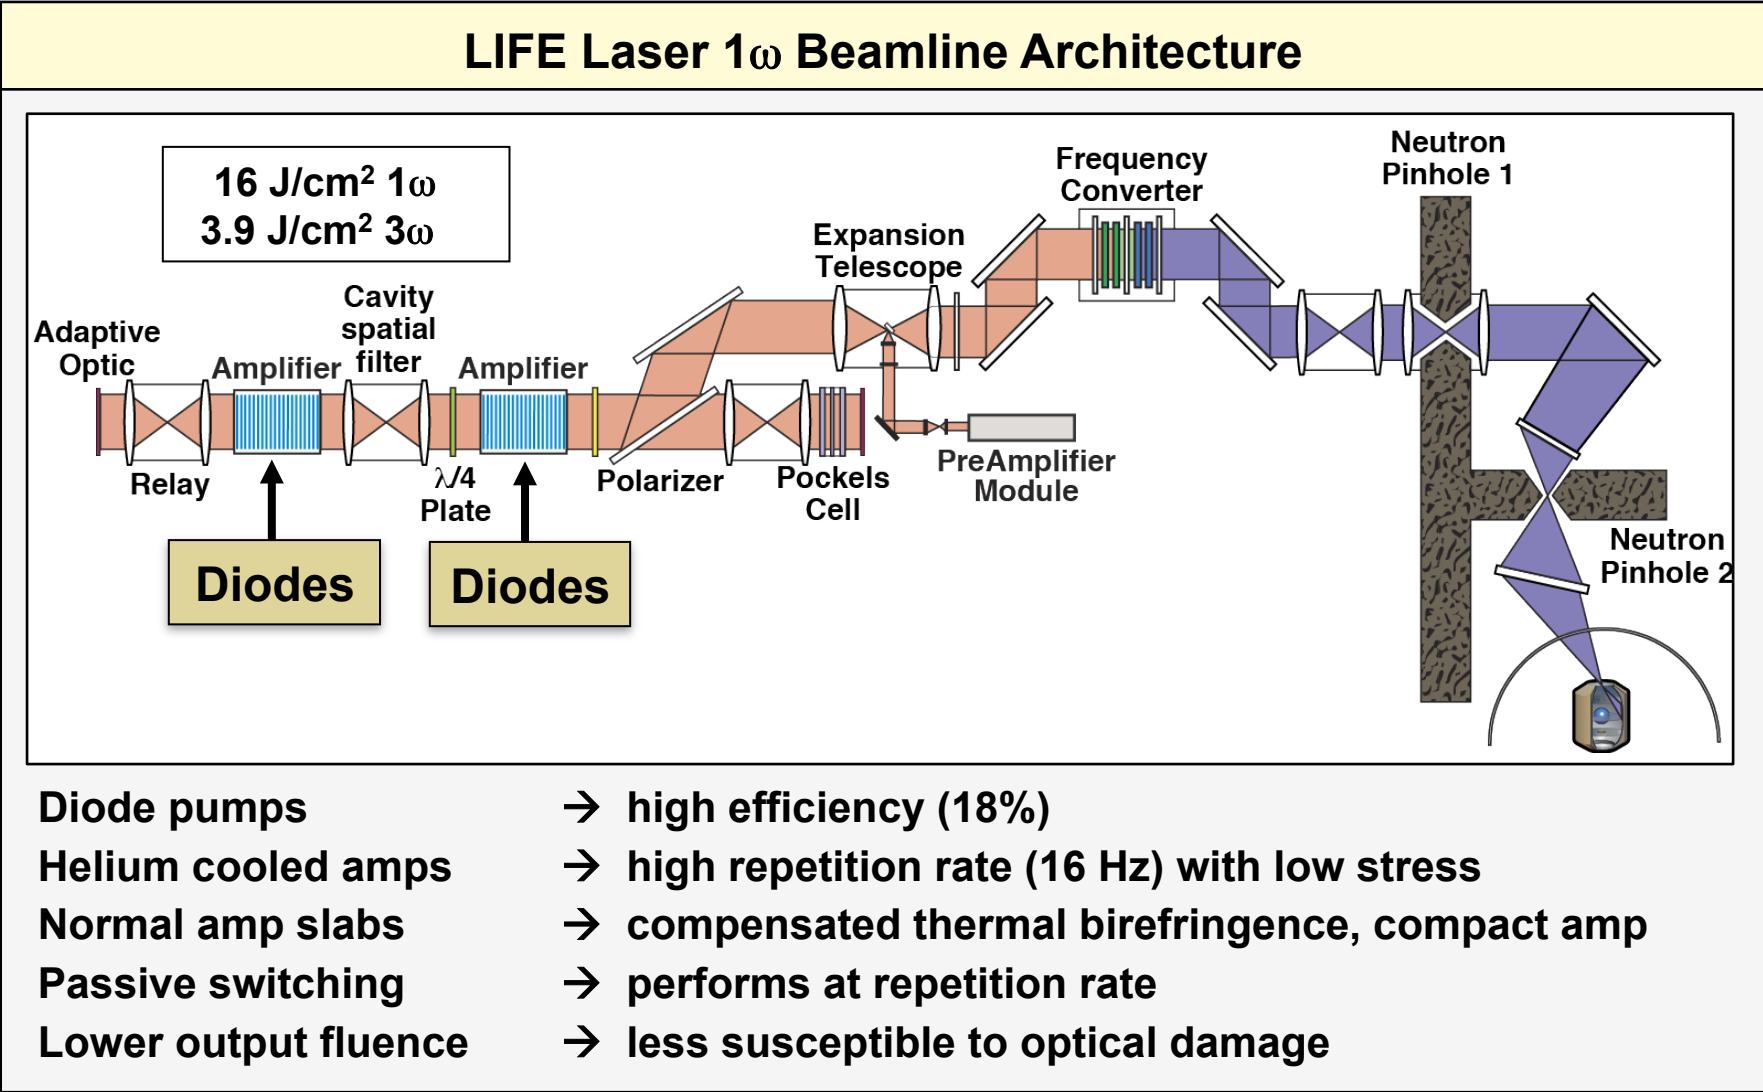 LIFE Laser 1ω Beamline Architecture
16 J/cm² 1ω
3.9 J/cm² 3ω
Adaptive
Optic
Relay
Amplifier
Diodes
Cavity
spatial
filter
λ/4
Plate
Amplifier
Diodes
Polarizer
Pockels
Cell
Expansion
Telescope
PreAmplifier
Module
Frequency
Converter
Neutron
Pinhole 1
Neutron
Pinhole 2
Diode pumps → high efficiency (18%)
Helium cooled amps → high repetition rate (16 Hz) with low stress
Normal amp slabs → compensated thermal birefringence, compact amp
Passive switching → performs at repetition rate
Lower output fluence → less susceptible to optical damage